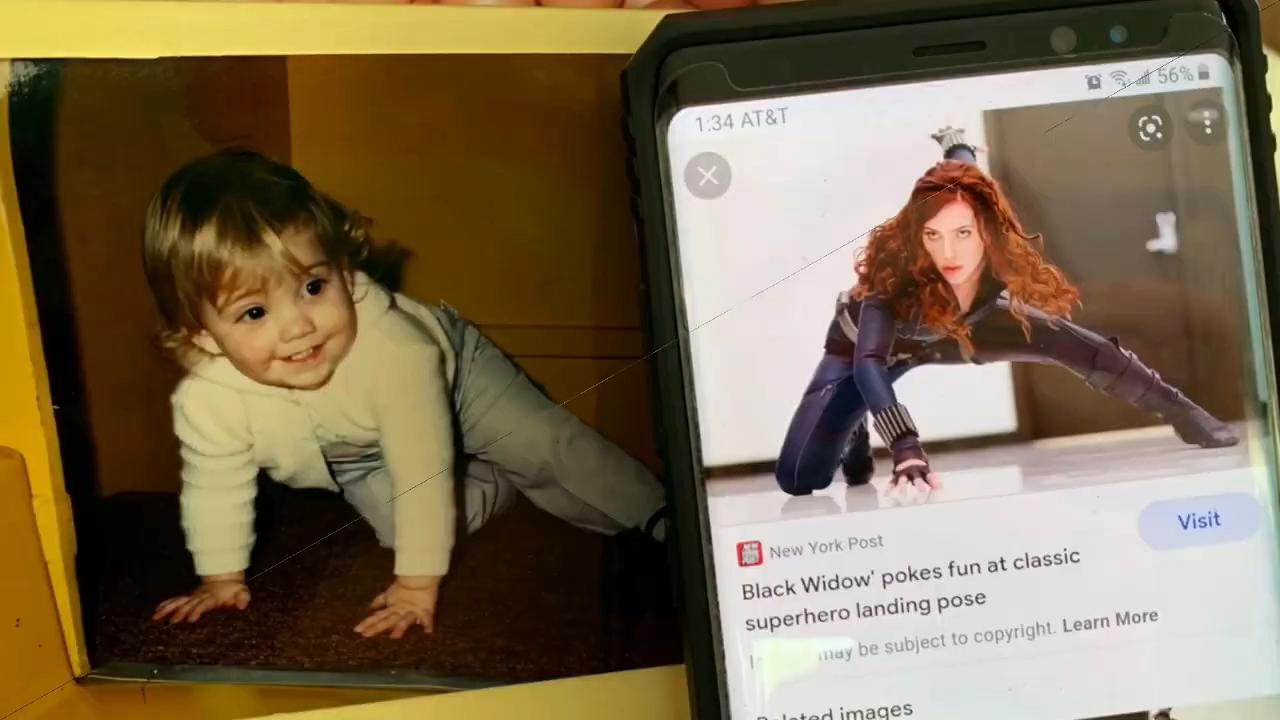 56%
1:34 AT&T
New York Post
Visit
Black Widow' pokes fun at classic
superhero landing pose
may be subject to copyright. Learn More
Related images